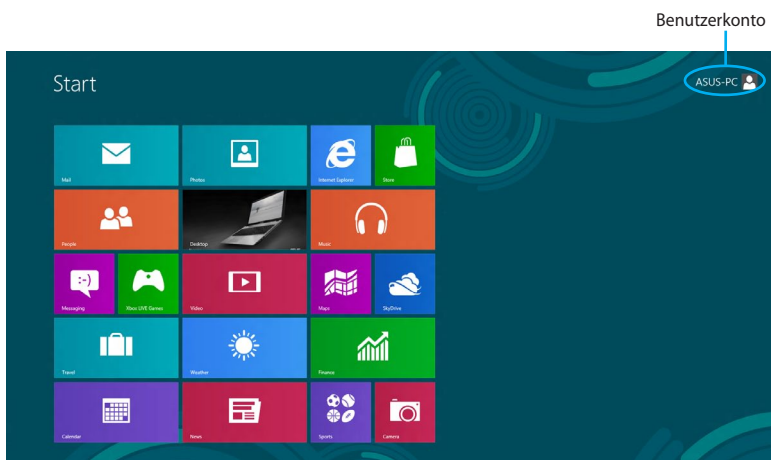 Benutzerkonto
Start
ASUS-PC
Mail
Photos
Internet Explorer
Store
People
Desktop
Music
Messaging
Xbox LIVE Games
Video
Maps
SkyDrive
Travel
Weather
Finance
Calendar
News
Sports
Camera